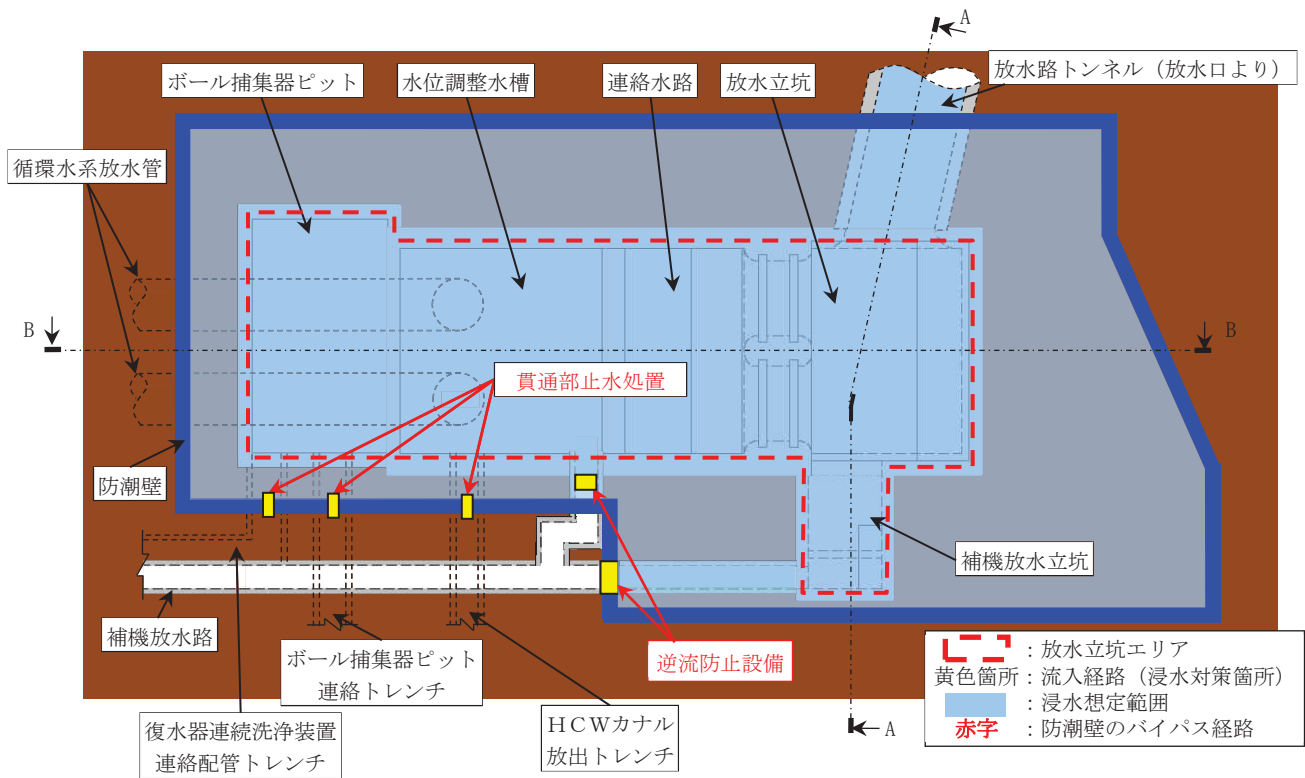 A
ボール捕集器ピット
水位調整水槽
連絡水路
放水立坑
放水路トンネル（放水口より）
循環水系放水管
B
B
貫通部止水処置
防潮壁
補機放水立坑
補機放水路
ボール捕集器ピット
連絡トレンチ
逆流防止設備
復水器連続洗浄装置
連絡配管トレンチ
ＨＣＷカナル
放出トレンチ
A
：放水立坑エリア
黄色箇所：流入経路（浸水対策箇所）
：浸水想定範囲
赤字：防潮壁のバイパス経路